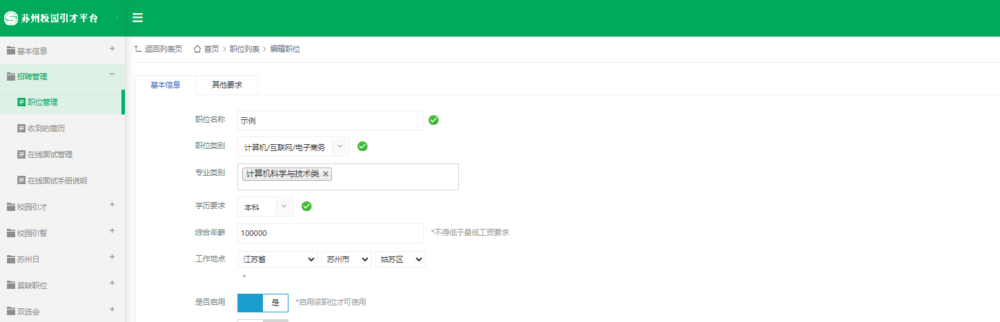 苏州校园引才平台
返回列表页 首页 > 职位列表 > 编辑职位
基本信息 +
招聘管理 −
职位管理
收到的简历
在线面试管理
在线面试手册说明
校园引才 +
校园引智 +
苏州日 +
紧缺职位 +
双选会 +
基本信息 其他要求
职位名称 示例
职位类别 计算机/互联网/电子商务
专业类别 计算机科学与技术类 ×
学历要求 本科
综合年薪 100000 *不得低于最低工资要求
工作地点 江苏省 苏州市 姑苏区
*
是否启用 是 *启用该职位才可使用